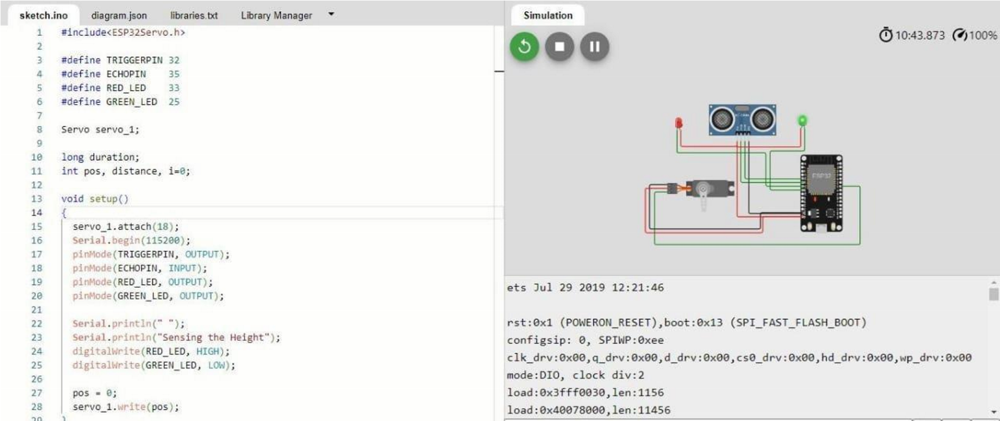 sketch.ino diagram.json libraries.txt Library Manager
1 #include<ESP32Servo.h>
2
3 #define TRIGGERPIN 32
4 #define ECHOPIN 35
5 #define RED_LED 33
6 #define GREEN_LED 25
7
8 Servo servo_1;
9
10 long duration;
11 int pos, distance, i=0;
12
13 void setup()
14 {
15 servo_1.attach(18);
16 Serial.begin(115200);
17 pinMode(TRIGGERPIN, OUTPUT);
18 pinMode(ECHOPIN, INPUT);
19 pinMode(RED_LED, OUTPUT);
20 pinMode(GREEN_LED, OUTPUT);
21
22 Serial.println(" ");
23 Serial.println("Sensing the Height");
24 digitalWrite(RED_LED, HIGH);
25 digitalWrite(GREEN_LED, LOW);
26
27 pos = 0;
28 servo_1.write(pos);
29 }
Simulation
10:43.873 100%
ESP32
ets Jul 29 2019 12:21:46
rst:0x1 (POWERON_RESET),boot:0x13 (SPI_FAST_FLASH_BOOT)
configsip: 0, SPIWP:0xee
clk_drv:0x00,q_drv:0x00,d_drv:0x00,cs0_drv:0x00,hd_drv:0x00,wp_drv:0x00
mode:DIO, clock div:2
load:0x3fff0030,len:1156
load:0x40078000,len:11456